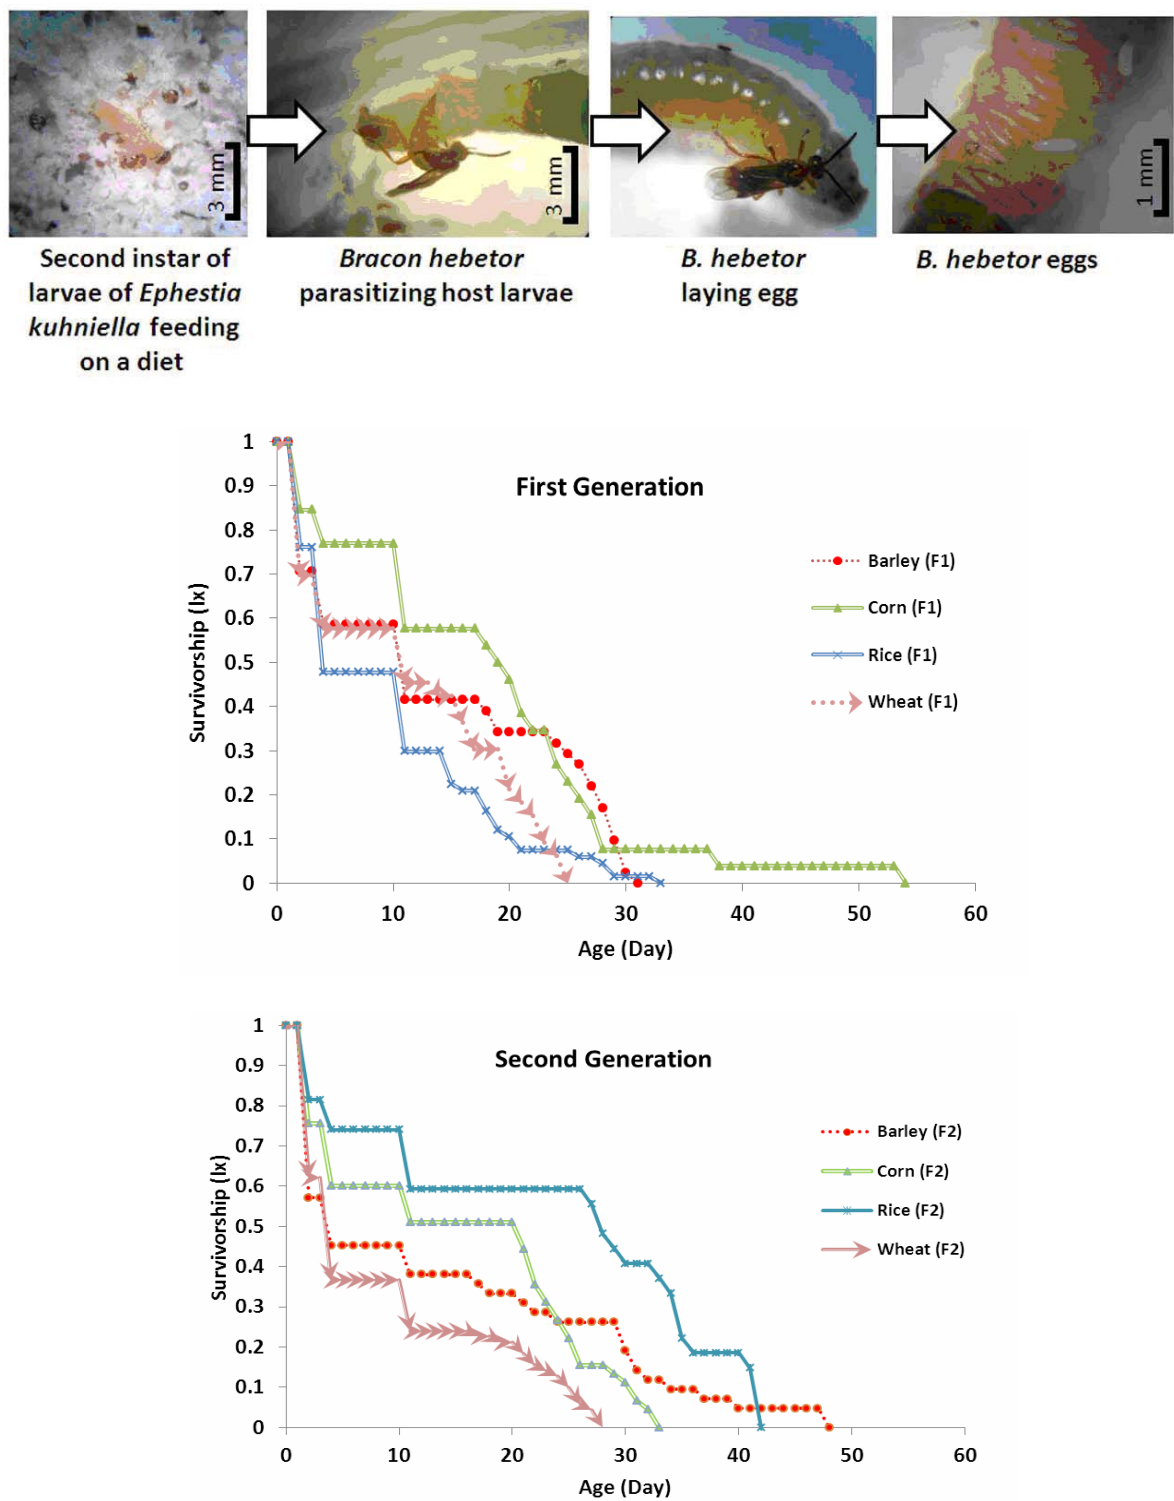 3 mm
3 mm
1 mm
Second instar of
larvae of Ephestia
kuhniella feeding
on a diet
Bracon hebetor
parasitizing host larvae
B. hebetor
laying egg
B. hebetor eggs
First Generation
Survivorship (lx)
1
0.9
0.8
0.7
0.6
0.5
0.4
0.3
0.2
0.1
0
Barley (F1)
Corn (F1)
Rice (F1)
Wheat (F1)
0 10 20 30 40 50 60
Age (Day)
Second Generation
Survivorship (lx)
1
0.9
0.8
0.7
0.6
0.5
0.4
0.3
0.2
0.1
0
Barley (F2)
Corn (F2)
Rice (F2)
Wheat (F2)
0 10 20 30 40 50 60
Age (Day)